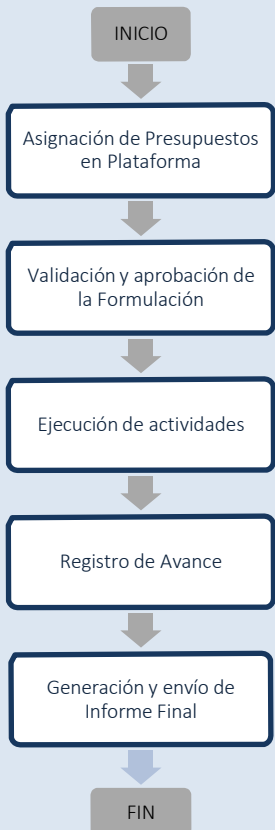 INICIO
Asignación de Presupuestos
en Plataforma
Validación y aprobación de
la Formulación
Ejecución de actividades
Registro de Avance
Generación y envío de
Informe Final
FIN